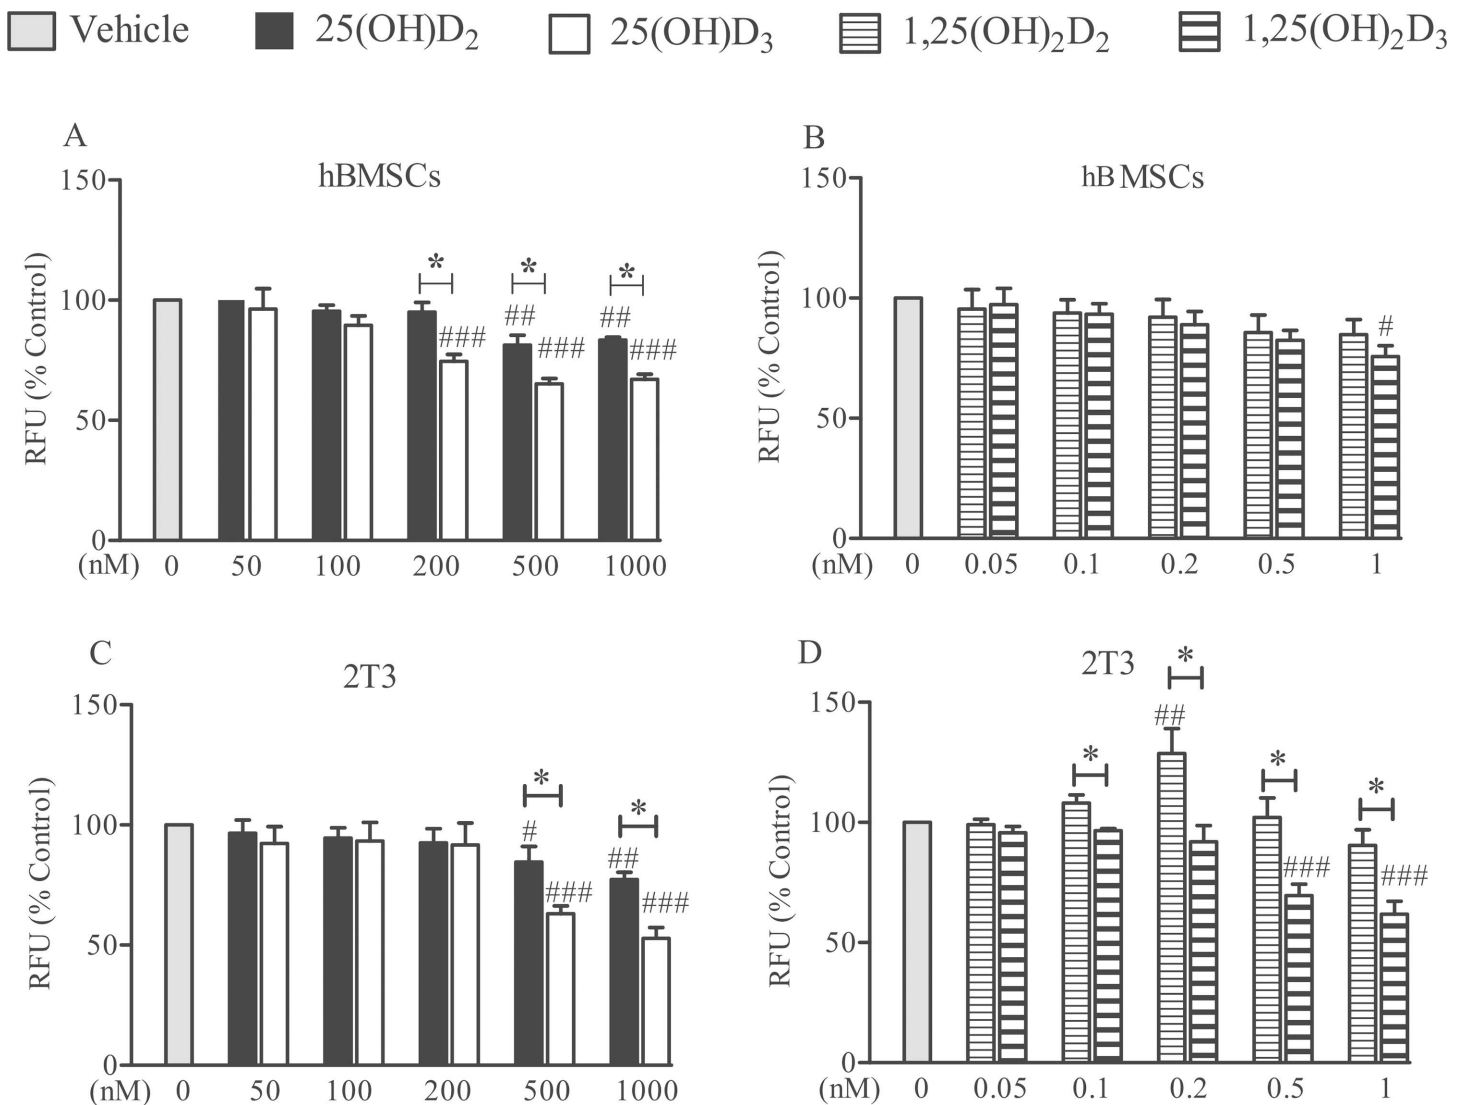 Vehicle 25(OH)D₂ 25(OH)D₃ 1,25(OH)₂D₂ 1,25(OH)₂D₃
A
hBMSCs
RFU (% Control)
150
100
50
0
* * *
## ##
### ### ###
(nM) 0 50 100 200 500 1000
B
hB MSCs
RFU (% Control)
150
100
50
0
#
(nM) 0 0.05 0.1 0.2 0.5 1
C
2T3
RFU (% Control)
150
100
50
0
* *
# ##
### ###
(nM) 0 50 100 200 500 1000
D
2T3
RFU (% Control)
150
100
50
0
* * * *
##
### ###
(nM) 0 0.05 0.1 0.2 0.5 1